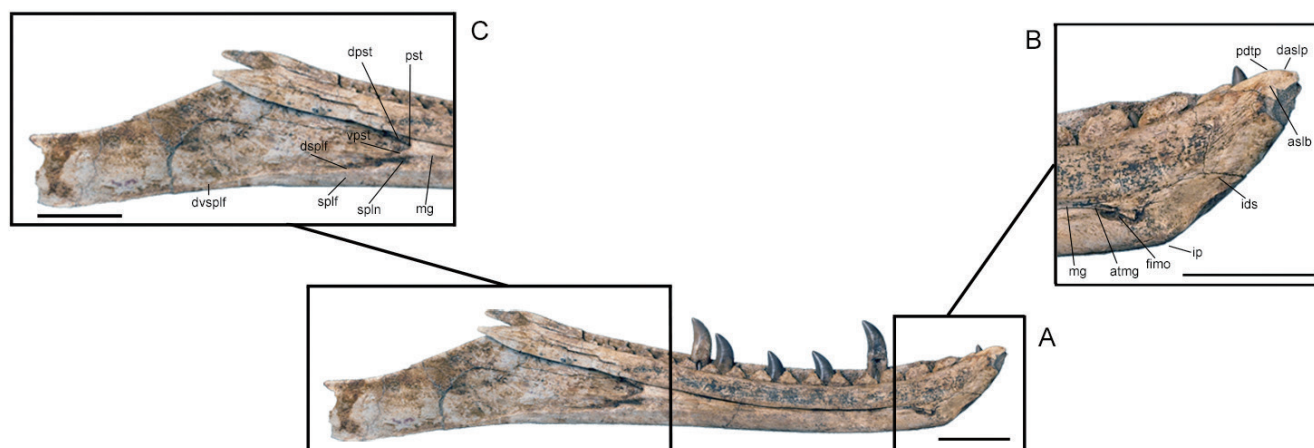 C
dpst
pst
vpst
dsplf
dvsplf
splf
spln
mg
B
pdtp
daslp
aslb
ids
ip
fimo
atmg
mg
A